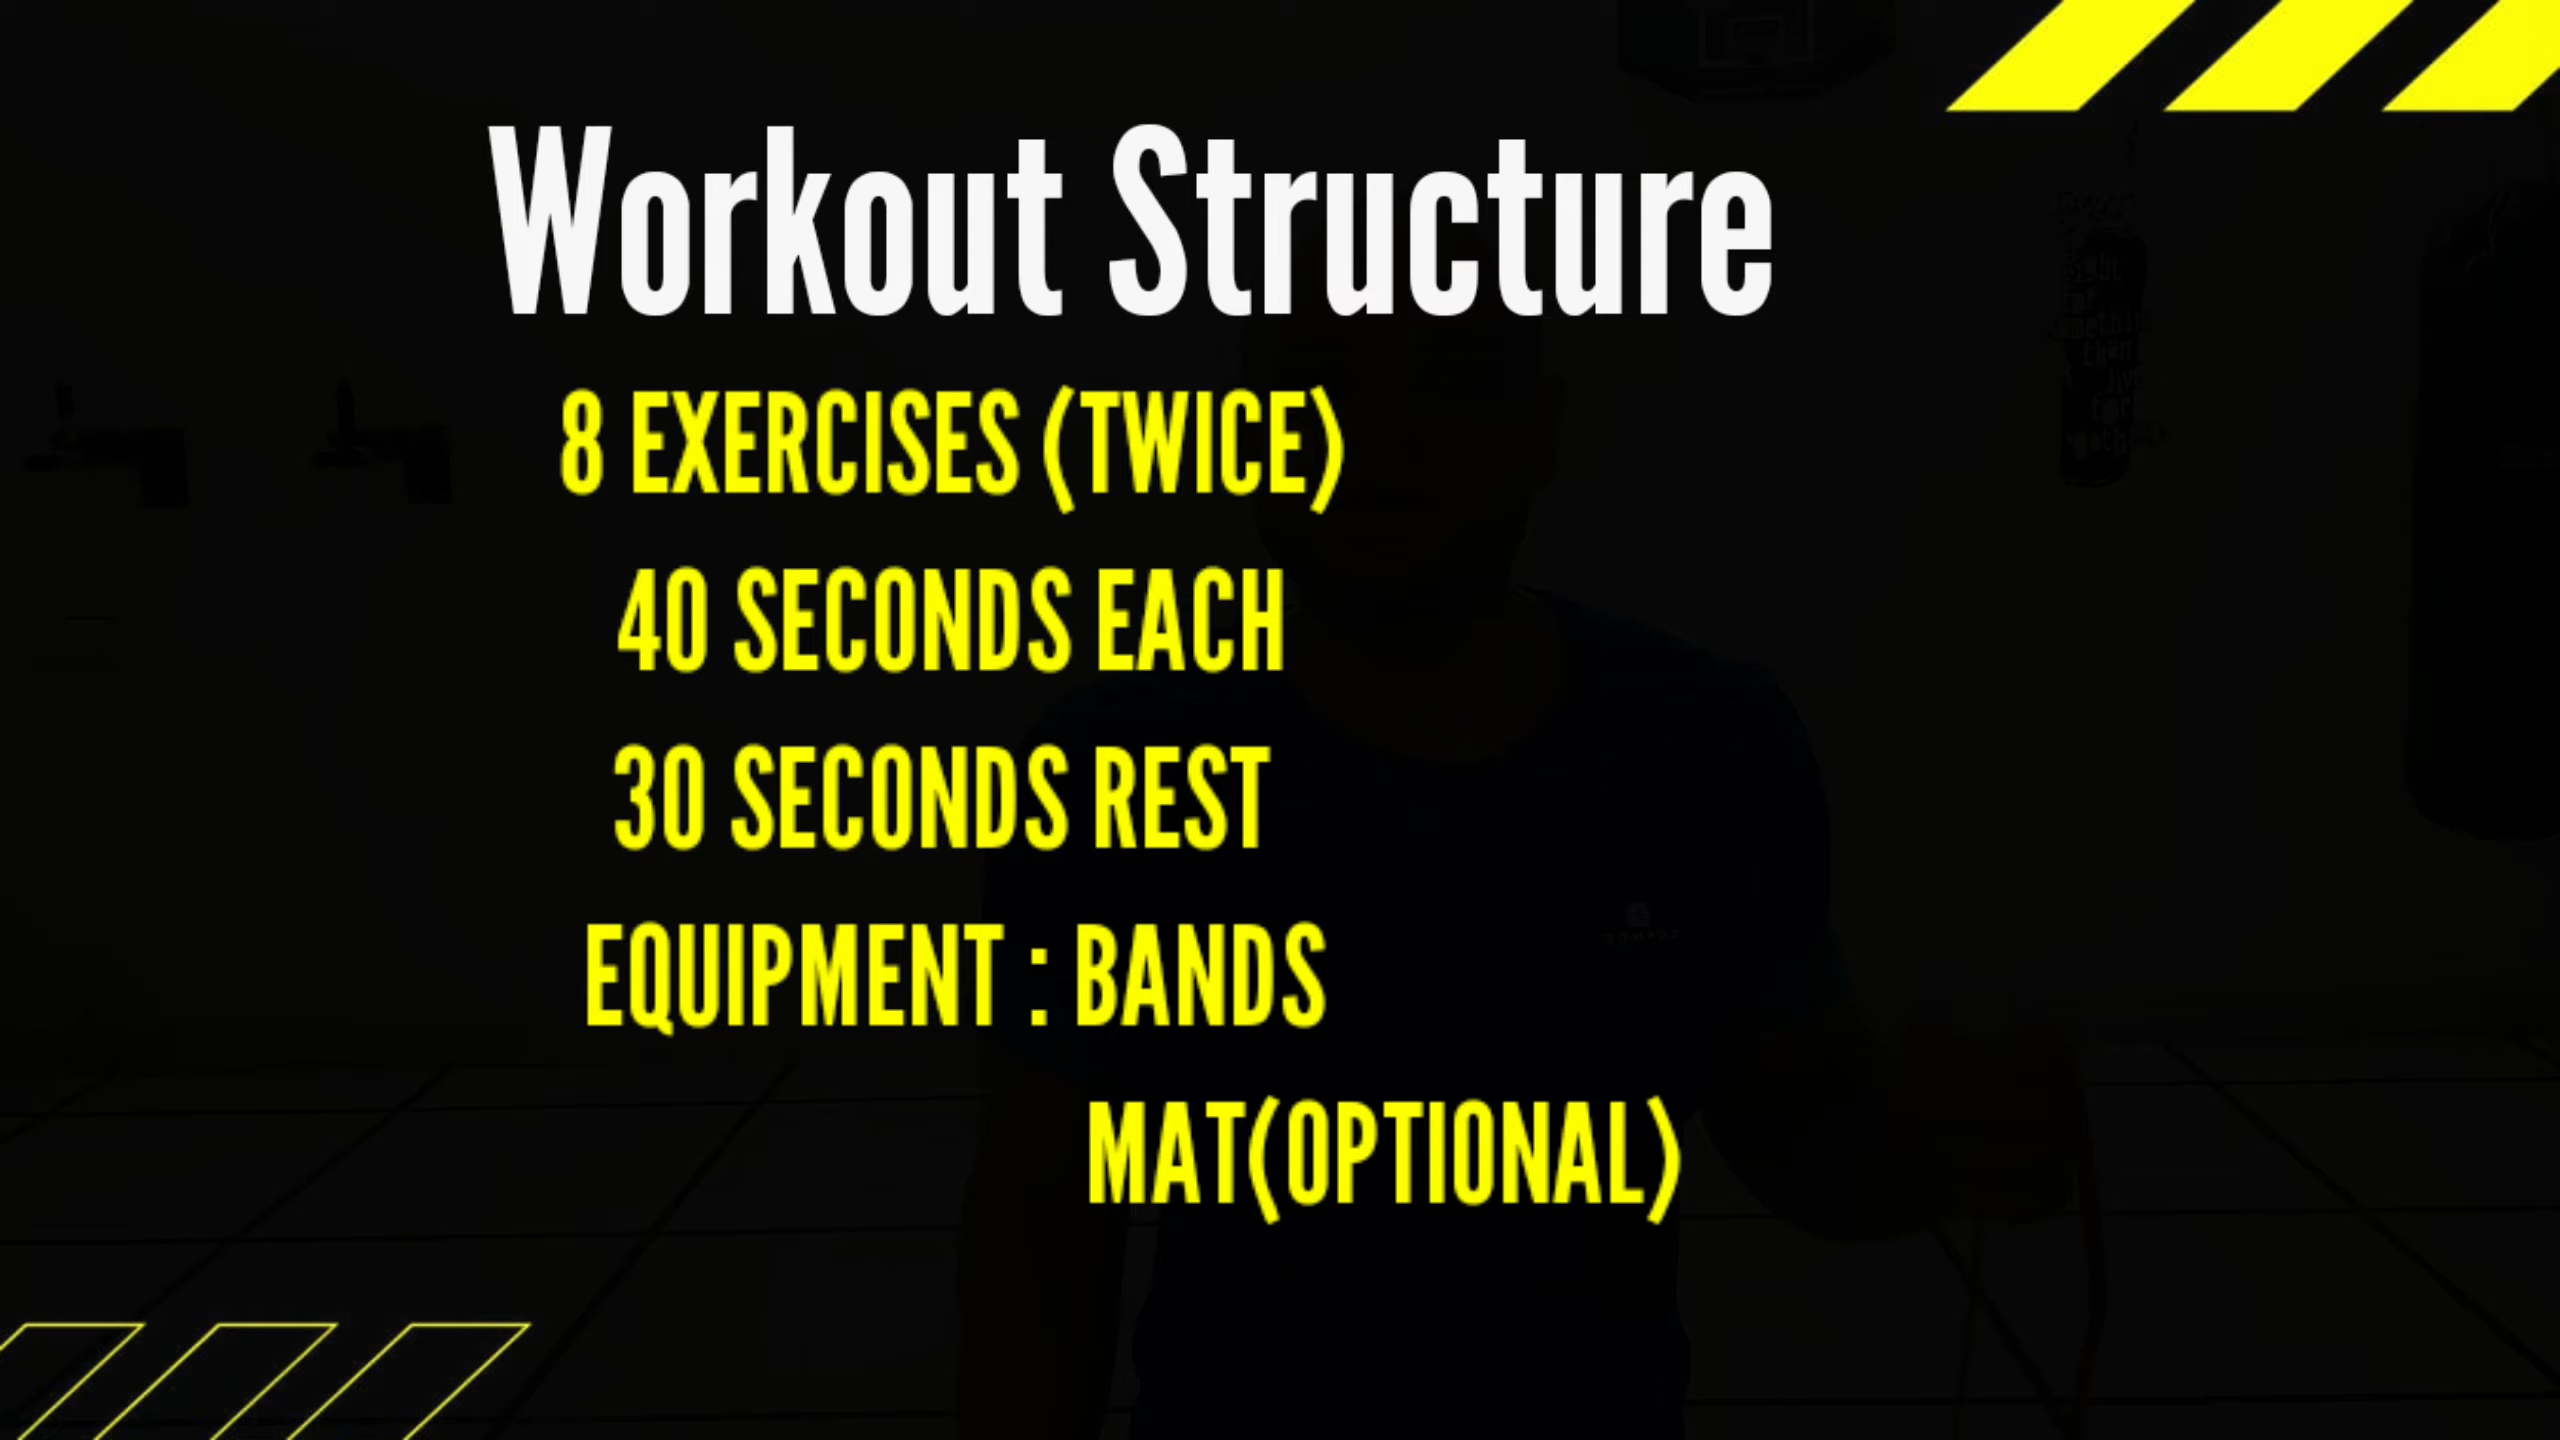 Workout Structure
8 EXERCISES (TWICE)
40 SECONDS EACH
30 SECONDS REST
EQUIPMENT : BANDS
MAT(OPTIONAL)